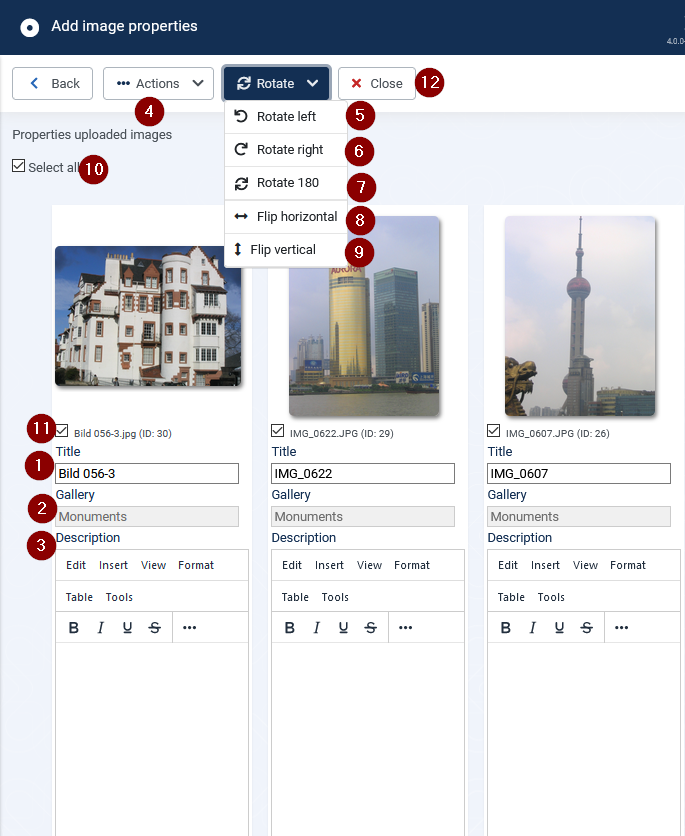 Add image properties
4.0.0-
Back
Actions
Rotate
Close
12
4
Rotate left
5
Properties uploaded images
Rotate right
6
Select all
10
Rotate 180
7
Flip horizontal
8
Flip vertical
9
AURORA
11
Bild 056-3.jpg (ID: 30)
IMG_0622.JPG (ID: 29)
IMG_0607.JPG (ID: 26)
Title
Title
Title
1
Bild 056-3
IMG_0622
IMG_0607
Gallery
Gallery
Gallery
2
Monuments
Monuments
Monuments
3
Description
Description
Description
Edit Insert View Format
Edit Insert View Format
Edit Insert View Format
Table Tools
Table Tools
Table Tools
B I U S
B I U S
B I U S